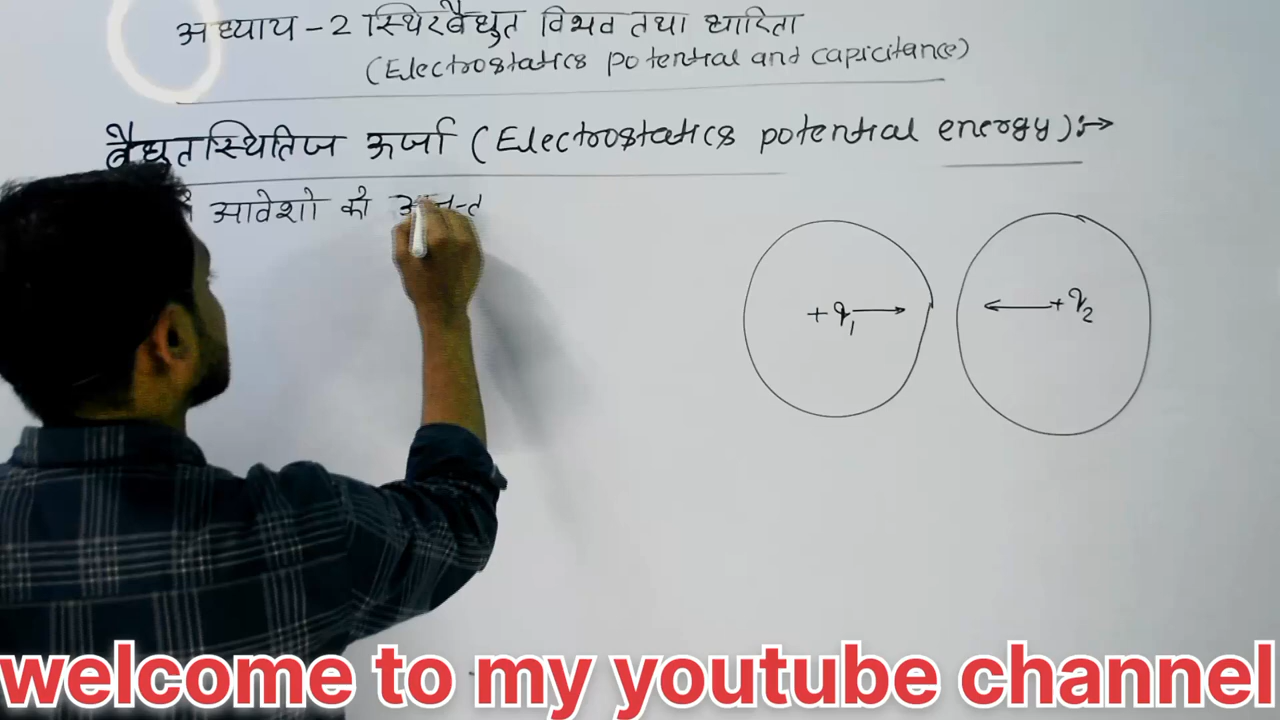 अध्याय - 2 स्थिरवैद्युत विभव तथा धारिता
(Electrostatics potential and capicitance)
वैद्युतस्थितिज ऊर्जा (Electrostatics potential energy):→
आवेशो को
+ q1 →
← + q2
welcome to my youtube channel